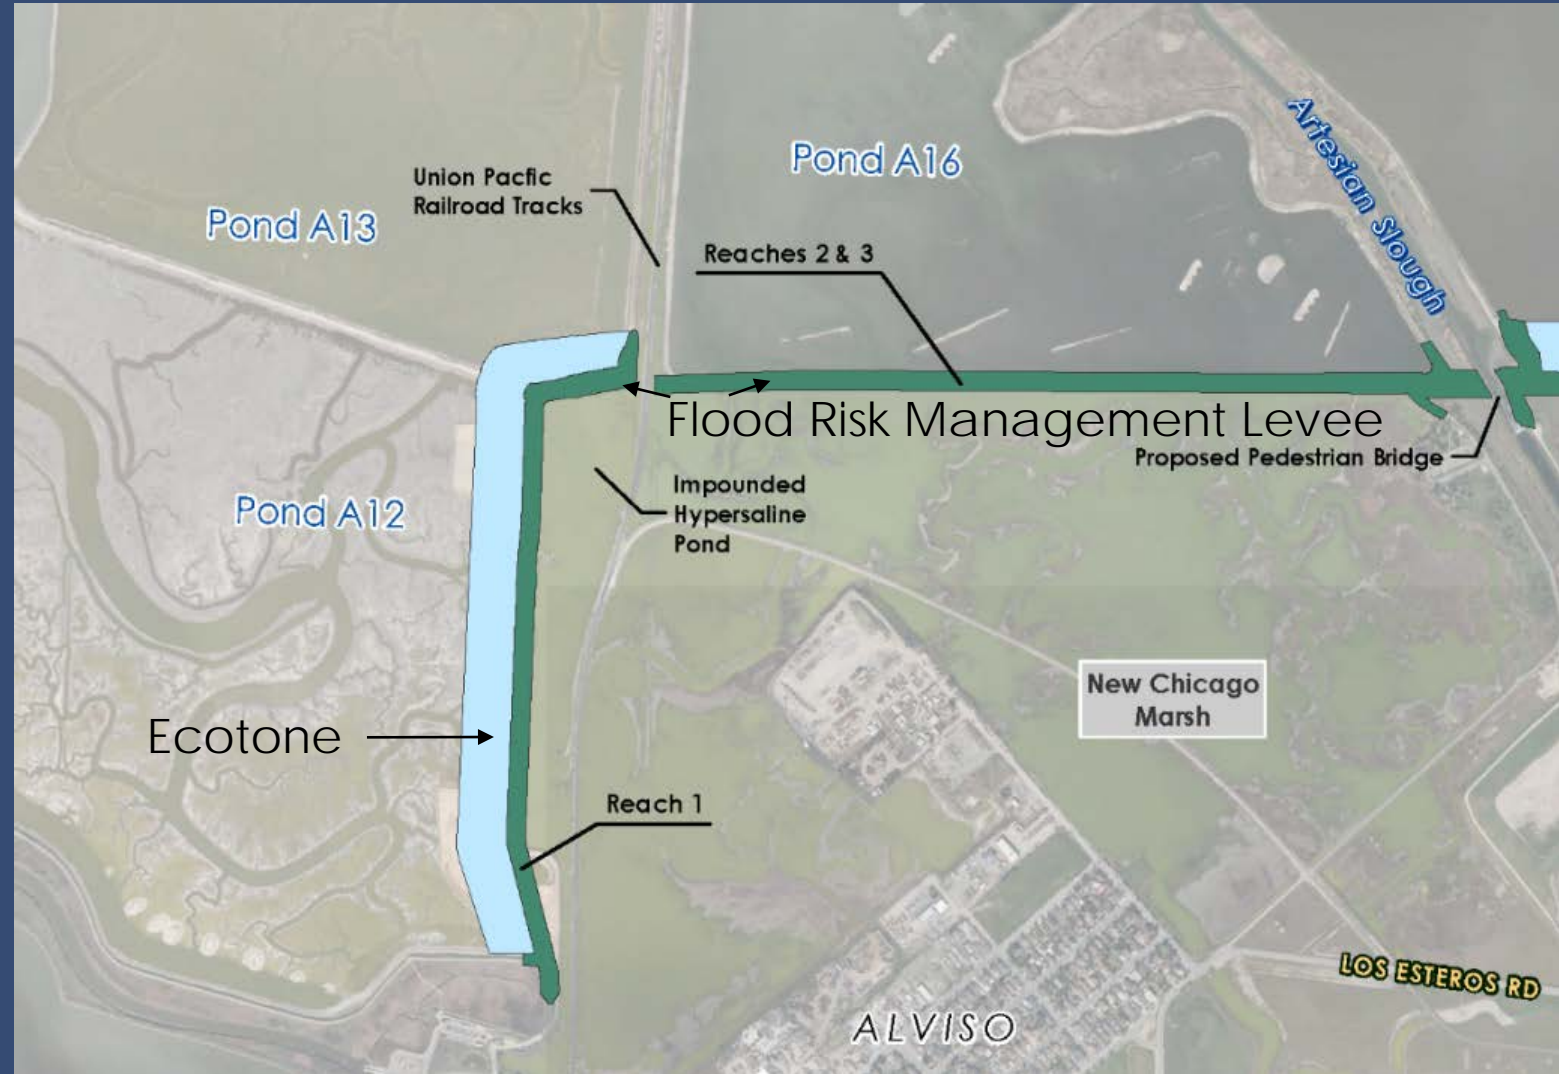 Pond A16
Artesian Slough
Union Pacfic
Railroad Tracks
Pond A13
Reaches 2 & 3
Flood Risk Management Levee
Proposed Pedestrian Bridge
Impounded
Hypersaline
Pond
Pond A12
New Chicago
Marsh
Ecotone
Reach 1
LOS ESTEROS RD
ALVISO